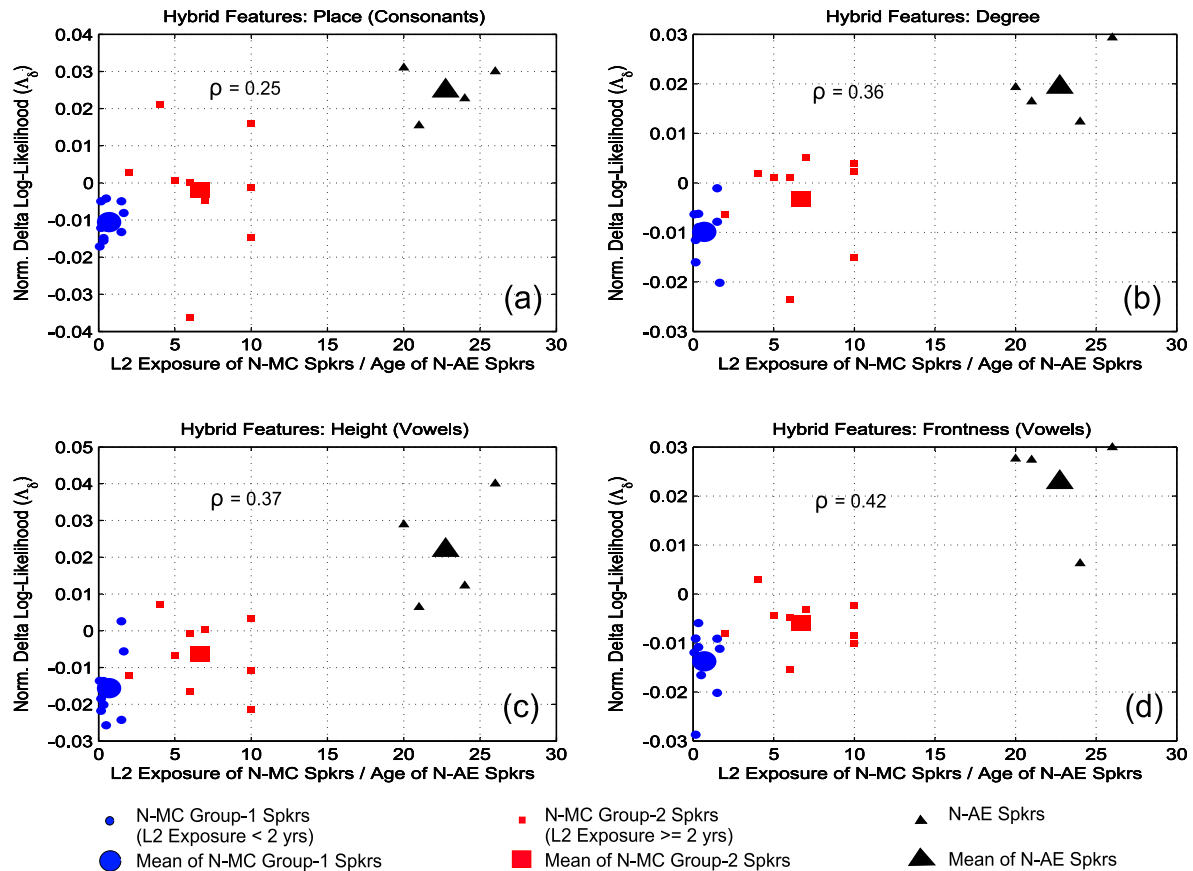 Hybrid Features: Place (Consonants)
Norm. Delta Log-Likelihood (Λδ)
0.04
0.03
0.02
0.01
0
-0.01
-0.02
-0.03
-0.04
ρ = 0.25
(a)
0 5 10 15 20 25 30
L2 Exposure of N-MC Spkrs / Age of N-AE Spkrs
Hybrid Features: Degree
Norm. Delta Log-Likelihood (Λδ)
0.03
0.02
0.01
0
-0.01
-0.02
-0.03
ρ = 0.36
(b)
0 5 10 15 20 25 30
L2 Exposure of N-MC Spkrs / Age of N-AE Spkrs
Hybrid Features: Height (Vowels)
Norm. Delta Log-Likelihood (Λδ)
0.05
0.04
0.03
0.02
0.01
0
-0.01
-0.02
-0.03
ρ = 0.37
(c)
0 5 10 15 20 25 30
L2 Exposure of N-MC Spkrs / Age of N-AE Spkrs
Hybrid Features: Frontness (Vowels)
Norm. Delta Log-Likelihood (Λδ)
0.03
0.02
0.01
0.000
-0.01
-0.02
-0.03
ρ = 0.42
(d)
0 5 10 15 20 25 30
L2 Exposure of N-MC Spkrs / Age of N-AE Spkrs
N-MC Group-1 Spkrs
(L2 Exposure < 2 yrs)
Mean of N-MC Group-1 Spkrs
N-MC Group-2 Spkrs
(L2 Exposure >= 2 yrs)
Mean of N-MC Group-2 Spkrs
N-AE Spkrs
Mean of N-AE Spkrs